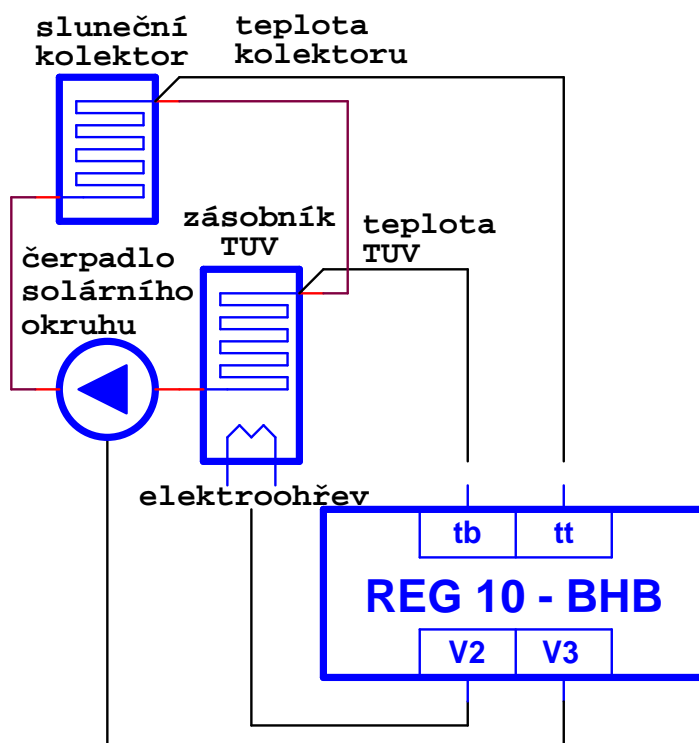 sluneční
kolektor
teplota
kolektoru
zásobník
TUV
teplota
TUV
čerpadlo
solárního
okruhu
elektroohřev
tb
tt
REG 10 - BHB
V2
V3